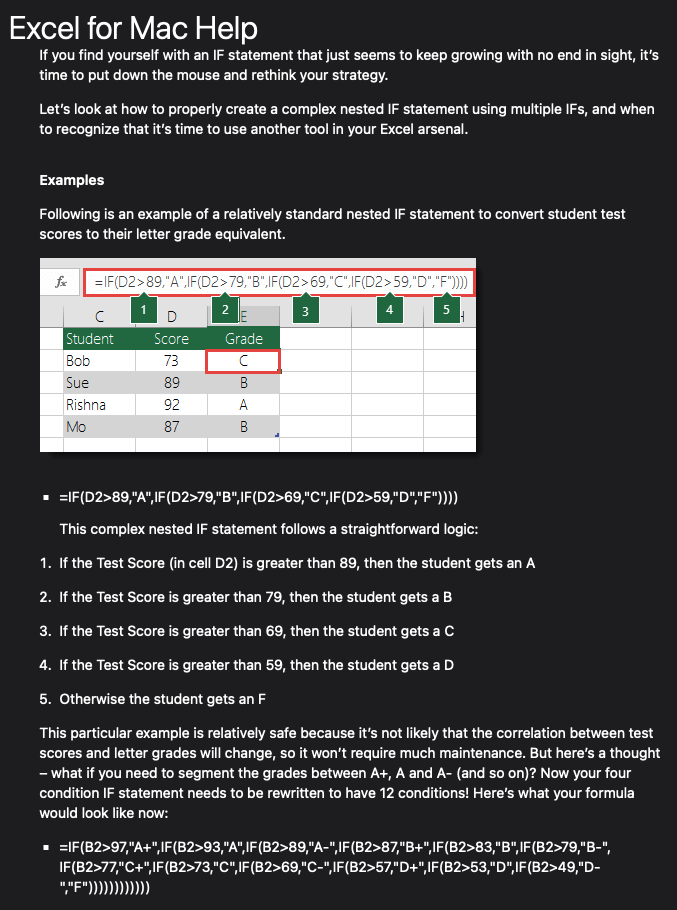 Excel for Mac Help
If you find yourself with an IF statement that just seems to keep growing with no end in sight, it's
time to put down the mouse and rethink your strategy.
Let's look at how to properly create a complex nested IF statement using multiple IFs, and when
to recognize that it's time to use another tool in your Excel arsenal.
Examples
Following is an example of a relatively standard nested IF statement to convert student test
scores to their letter grade equivalent.
fx =IF(D2>89,"A",IF(D2>79,"B",IF(D2>69,"C",IF(D2>59,"D","F"))))
1 2 3 4 5
C D E H
Student Score Grade
Bob 73 C
Sue 89 B
Rishna 92 A
Mo 87 B
▪ =IF(D2>89,"A",IF(D2>79,"B",IF(D2>69,"C",IF(D2>59,"D","F"))))
This complex nested IF statement follows a straightforward logic:
1. If the Test Score (in cell D2) is greater than 89, then the student gets an A
2. If the Test Score is greater than 79, then the student gets a B
3. If the Test Score is greater than 69, then the student gets a C
4. If the Test Score is greater than 59, then the student gets a D
5. Otherwise the student gets an F
This particular example is relatively safe because it's not likely that the correlation between test
scores and letter grades will change, so it won't require much maintenance. But here's a thought
– what if you need to segment the grades between A+, A and A- (and so on)? Now your four
condition IF statement needs to be rewritten to have 12 conditions! Here's what your formula
would look like now:
▪ =IF(B2>97,"A+",IF(B2>93,"A",IF(B2>89,"A-",IF(B2>87,"B+",IF(B2>83,"B",IF(B2>79,"B-",
IF(B2>77,"C+",IF(B2>73,"C",IF(B2>69,"C-",IF(B2>57,"D+",IF(B2>53,"D",IF(B2>49,"D-
","F"))))))))))))